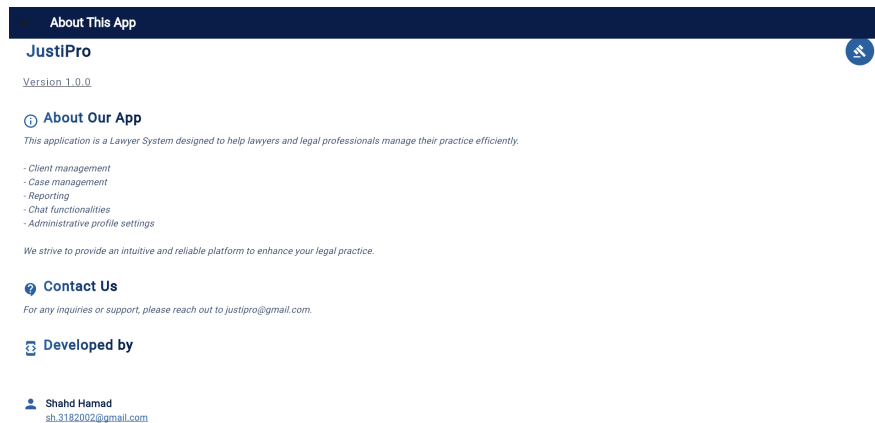 About This App
JustiPro
Version 1.0.0
About Our App
This application is a Lawyer System designed to help lawyers and legal professionals manage their practice efficiently.
- Client management
- Case management
- Reporting
- Chat functionalities
- Administrative profile settings
We strive to provide an intuitive and reliable platform to enhance your legal practice.
Contact Us
For any inquiries or support, please reach out to justipro@gmail.com.
Developed by
Shahd Hamad
sh.3182002@gmail.com